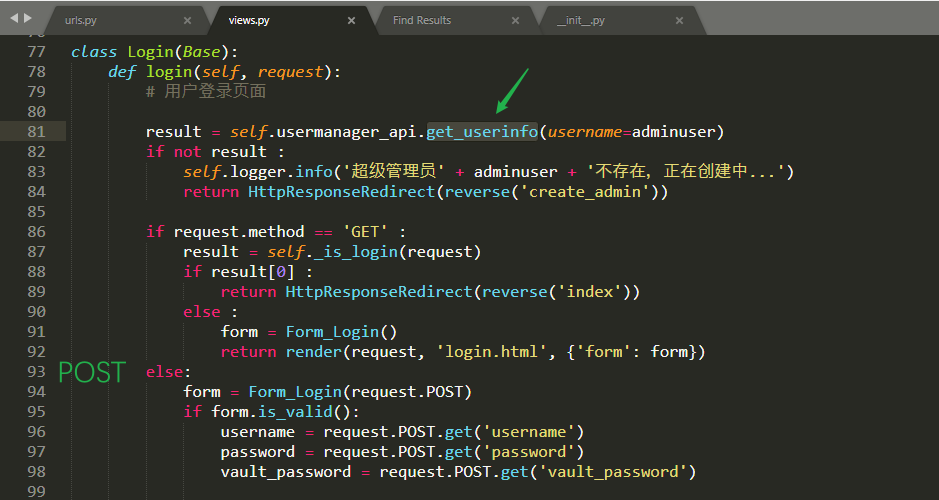 urls.py × views.py × Find Results × __init__.py ×
77 class Login(Base):
78     def login(self, request):
79         # 用户登录页面
80
81         result = self.usermanager_api.get_userinfo(username=adminuser)
82         if not result :
83             self.logger.info('超级管理员' + adminuser + '不存在，正在创建中...')
84             return HttpResponseRedirect(reverse('create_admin'))
85
86         if request.method == 'GET' :
87             result = self._is_login(request)
88             if result[0] :
89                 return HttpResponseRedirect(reverse('index'))
90             else :
91                 form = Form_Login()
92                 return render(request, 'login.html', {'form': form})
93 POST else:
94             form = Form_Login(request.POST)
95             if form.is_valid():
96                 username = request.POST.get('username')
97                 password = request.POST.get('password')
98                 vault_password = request.POST.get('vault_password')
99